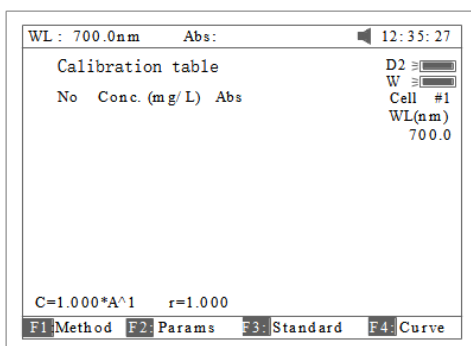 WL: 700.0nm Abs: 12:35:27
Calibration table D2
W
No Conc.(mg/L) Abs Cell #1
WL(nm)
700.0
C=1.000*A^1 r=1.000
F1:Method F2:Params F3:Standard F4:Curve